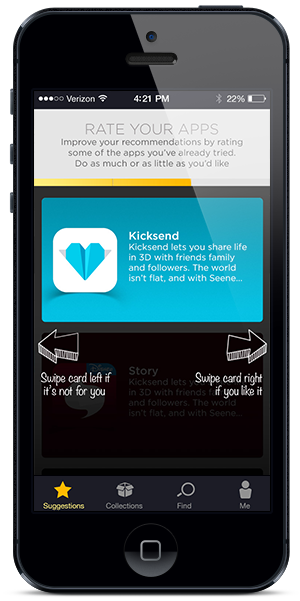 Verizon 4:21 PM 22%
RATE YOUR APPS
Improve your recommendations by rating
some of the apps you've already tried.
Do as much or as little as you'd like
Kicksend
Kicksend lets you share life
in 3D with friends family
and followers. The world
isn't flat, and with Seene...
Swipe card left if
it's not for you
Swipe card right
if you like it
Story
Kicksend lets you share life
in 3D with friends family
and followers. The world
isn't flat, and with Seene...
Suggestions Collections Find Me